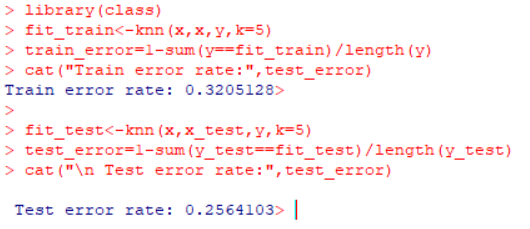 > library(class)
> fit_train<-knn(x,x,y,k=5)
> train_error=1-sum(y==fit_train)/length(y)
> cat("Train error rate:",test_error)
Train error rate: 0.3205128>
>
> fit_test<-knn(x,x_test,y,k=5)
> test_error=1-sum(y_test==fit_test)/length(y_test)
> cat("\n Test error rate:",test_error)
Test error rate: 0.2564103>